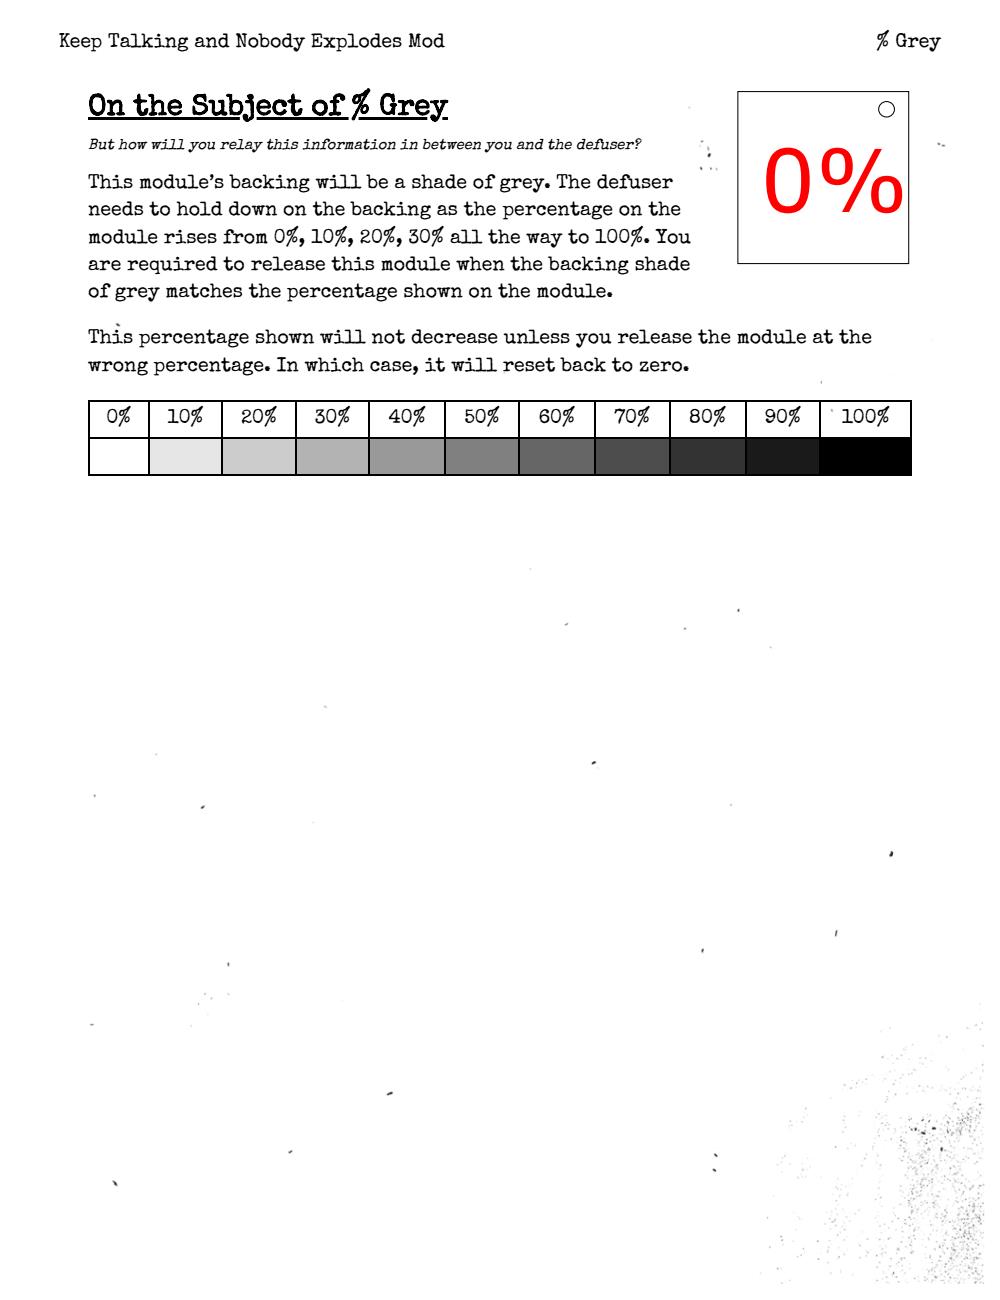 Keep Talking and Nobody Explodes Mod
% Grey
On the Subject of % Grey
But how will you relay this information in between you and the defuser?
0%
This module's backing will be a shade of grey. The defuser
needs to hold down on the backing as the percentage on the
module rises from 0%, 10%, 20%, 30% all the way to 100%. You
are required to release this module when the backing shade
of grey matches the percentage shown on the module.
This percentage shown will not decrease unless you release the module at the
wrong percentage. In which case, it will reset back to zero.
0% 10% 20% 30% 40% 50% 60% 70% 80% 90% 100%